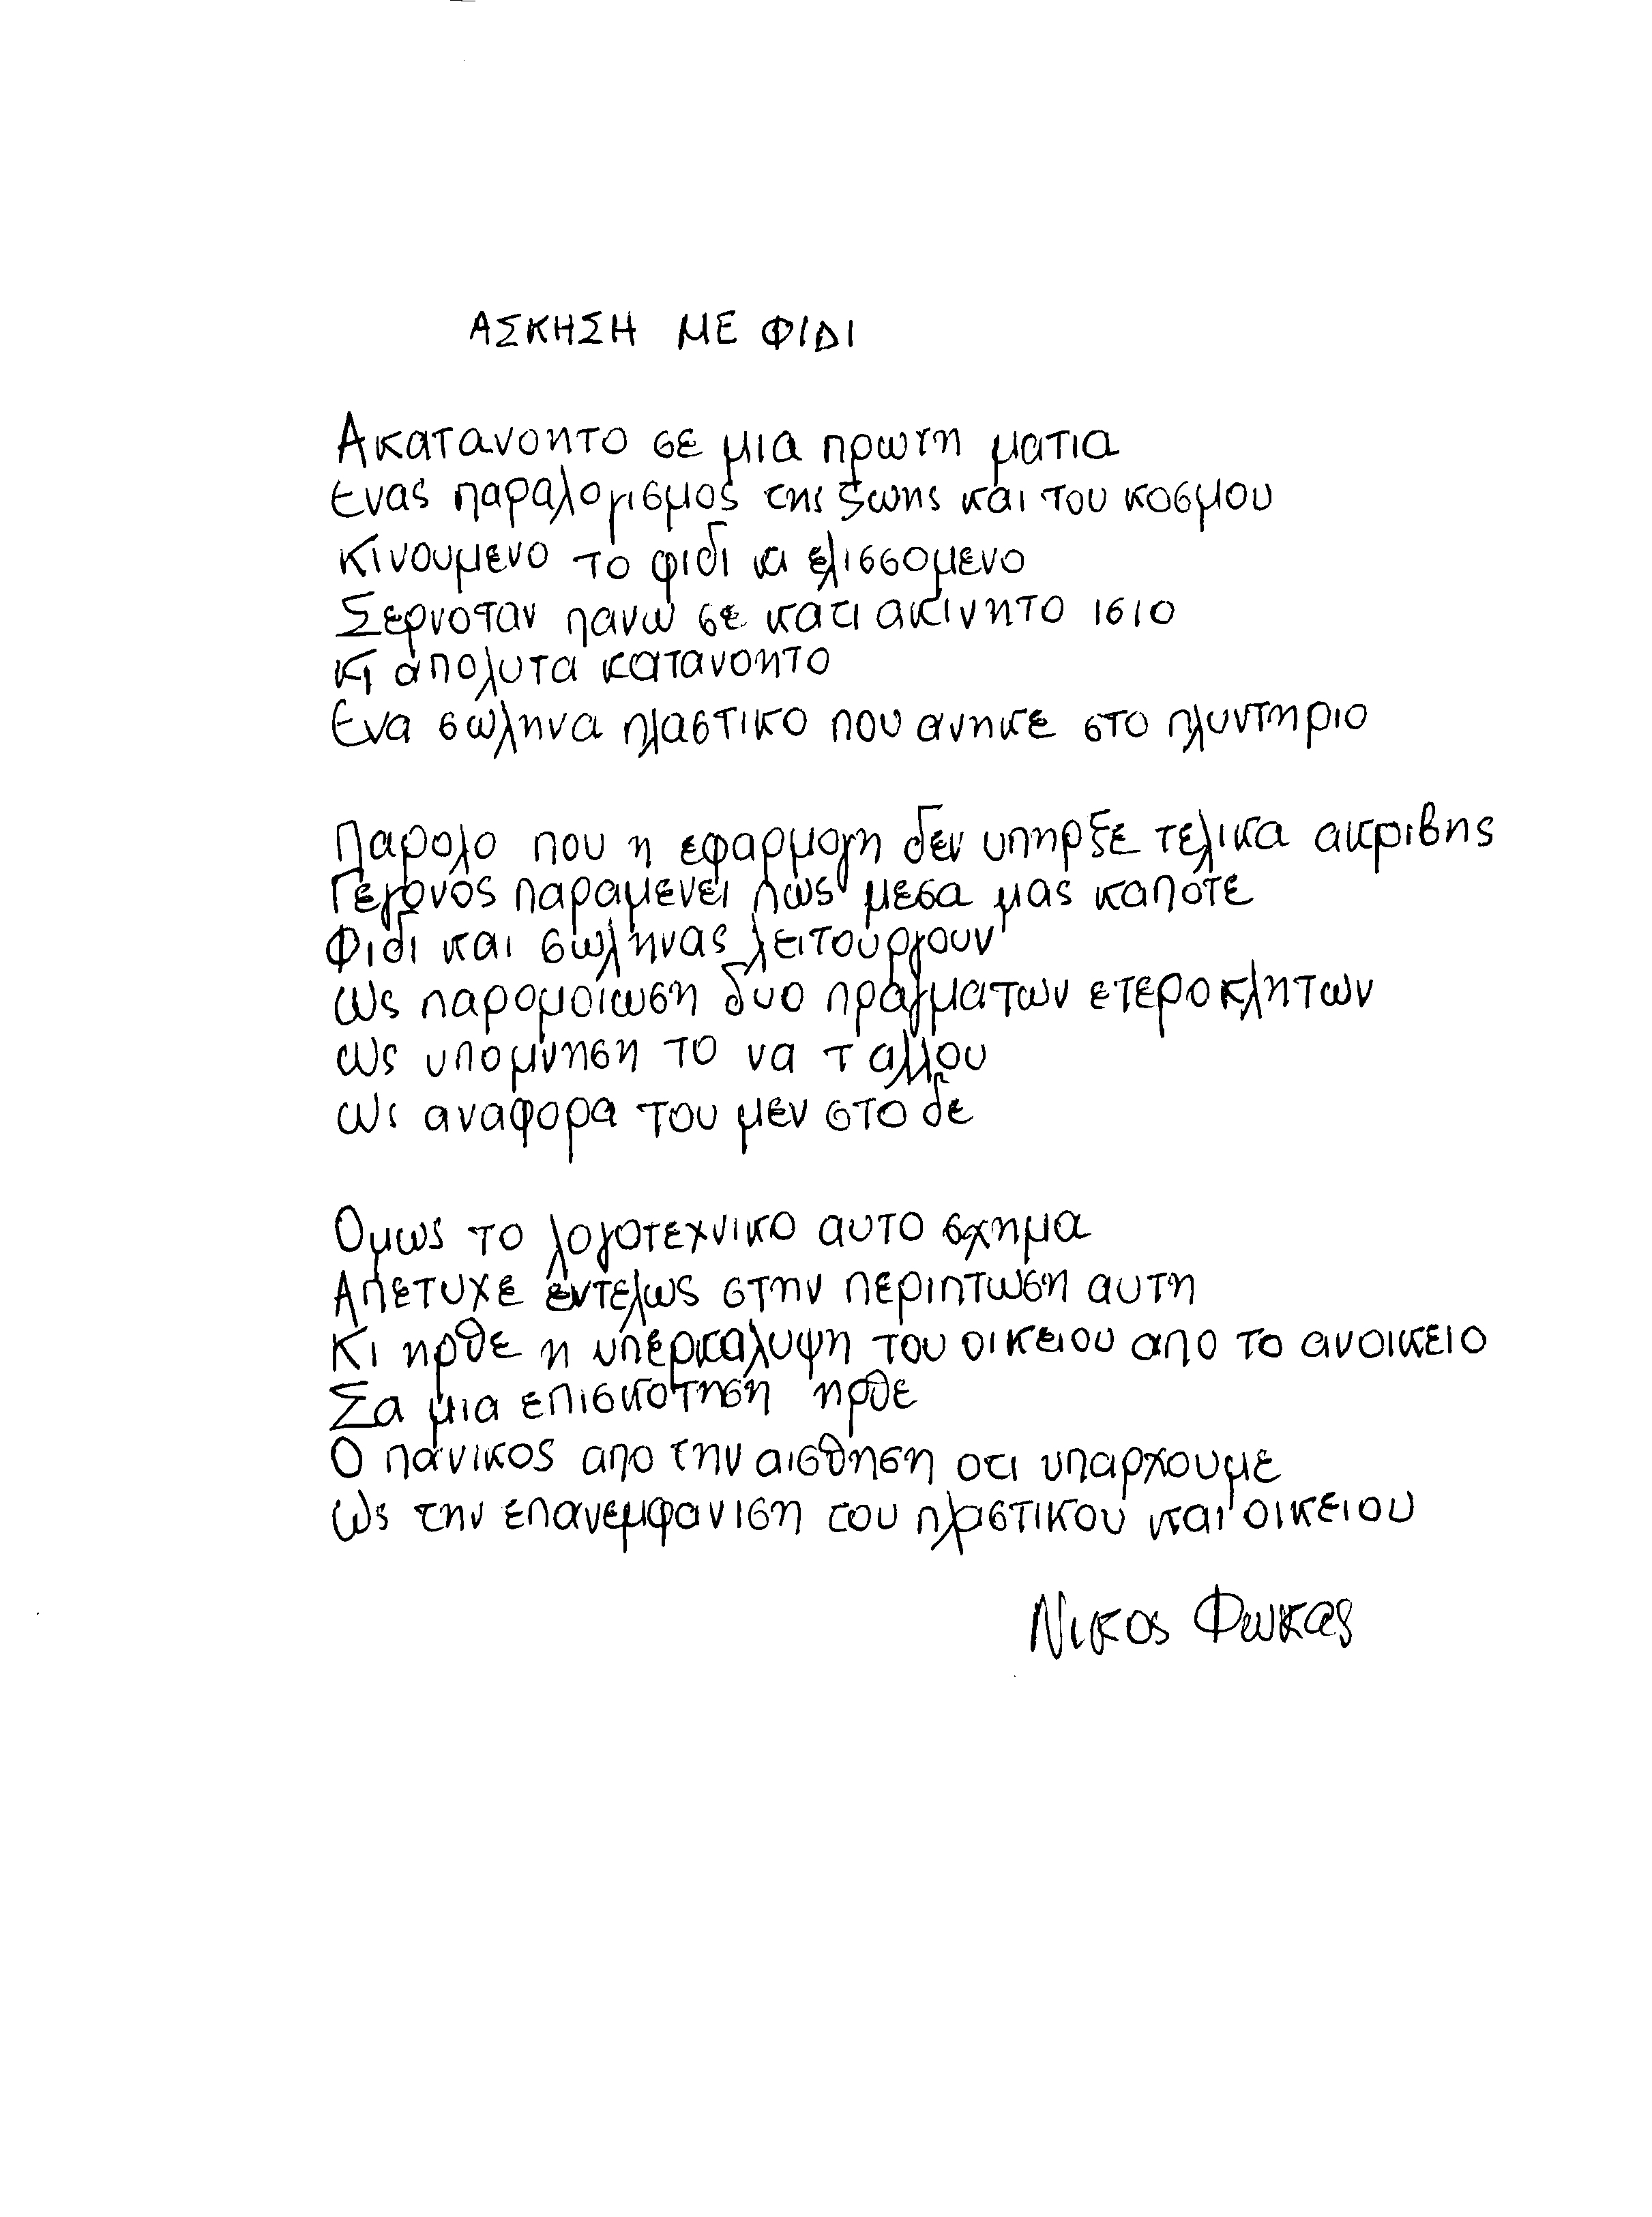 ΑΣΚΗΣΗ ΜΕ ΦΙΔΙ
Ακατανοητο σε μια πρωτη ματια
Ενας παραλογισμος της ζωης και του κοσμου
Κινουμενο το φιδι κι ελισσομενο
Σερνοταν πανω σε κατι ακινητο ισιο
Κι απολυτα κατανοητο
Ενα σωληνα πλαστικο που ανηκε στο πλυντηριο
Παρολο που η εφαρμογη δεν υπηρξε τελικα ακριβης
Γεγονος παραμενει πως μεσα μας καποτε
Φιδι και σωληνας λειτουργουν
Ως παρομοιωση δυο πραγματων ετεροκλητων
Ως υπομνηση το να τ αλλου
Ως αναφορα του μεν στο δε
Ομως το λογοτεχνικο αυτο σχημα
Απετυχε εντελως στην περιπτωση αυτη
Κι ηρθε η υπερκαλυψη του οικειου απο το ανοικειο
Σα μια επισκοτηση ηρθε
Ο πανικος απο την αισθηση οτι υπαρχουμε
Ως την επανεμφανιση του πλαστικου και οικειου
Νικος Φωκας